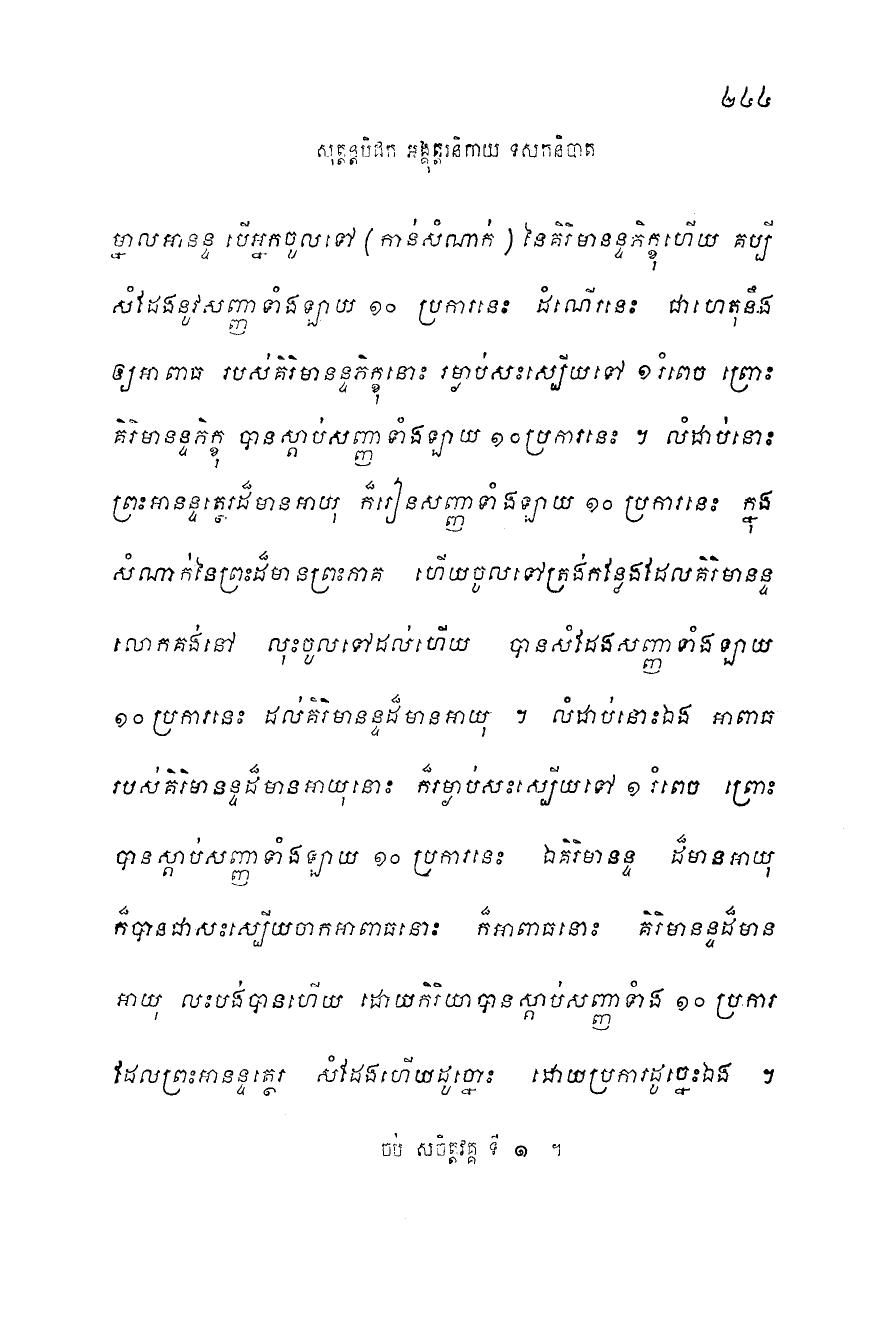 ២៤៤
សុត្តន្តបិដក អង្គុត្តរនិកាយ ទសកនិបាត
ម្នាលអានន្ទ បើអ្នកចូលទៅ ( កាន់សំណាក់ ) នៃគិរិមានន្ទភិក្ខុហើយ គប្បី
សំដែងនូវសញ្ញាទាំងឡាយ ១០ ប្រការនេះ ដំណើរនេះ ជាហេតុនឹង
ឲ្យអាពាធ របស់គិរិមានន្ទភិក្ខុនោះ រម្ងាប់សះស្បើយទៅ ១រំពេច ព្រោះ
គិរិមានន្ទភិក្ខុ បានស្តាប់សញ្ញាទាំងឡាយ ១០ប្រការនេះ ។ លំដាប់នោះ
ព្រះអានន្ទត្ថេរដ៏មានអាយុ ក៏រៀនសញ្ញាទាំងឡាយ ១០ ប្រការនេះ ក្នុង
សំណាក់នៃព្រះដ៏មានព្រះភាគ ហើយចូលទៅត្រង់កន្លែងដែលគិរិមានន្ទ
លោកគង់នៅ លុះចូលទៅដល់ហើយ បានសំដែងសញ្ញាទាំងឡាយ
១០ប្រការនេះ ដល់គិរិមានន្ទដ៏មានអាយុ ។ លំដាប់នោះឯង អាពាធ
របស់គិរិមានន្ទដ៏មានអាយុនោះ ក៏រម្ងាប់សះស្បើយទៅ ១ រំពេច ព្រោះ
បានស្តាប់សញ្ញាទាំងឡាយ ១០ ប្រការនេះ ឯគិរិមានន្ទ ដ៏មានអាយុ
ក៏បានជាសះស្បើយចាកអាពាធនោះ ក៏អាពាធនោះ គិរិមានន្ទដ៏មាន
អាយុ លះបង់បានហើយ ដោយកិរិយាបានស្តាប់សញ្ញាទាំង ១០ ប្រការ
ដែលព្រះអានន្ទត្ថេរ សំដែងហើយដូច្នោះ ដោយប្រការដូច្នេះឯង ។
ចប់ សចិត្តវគ្គ ទី ១ ។